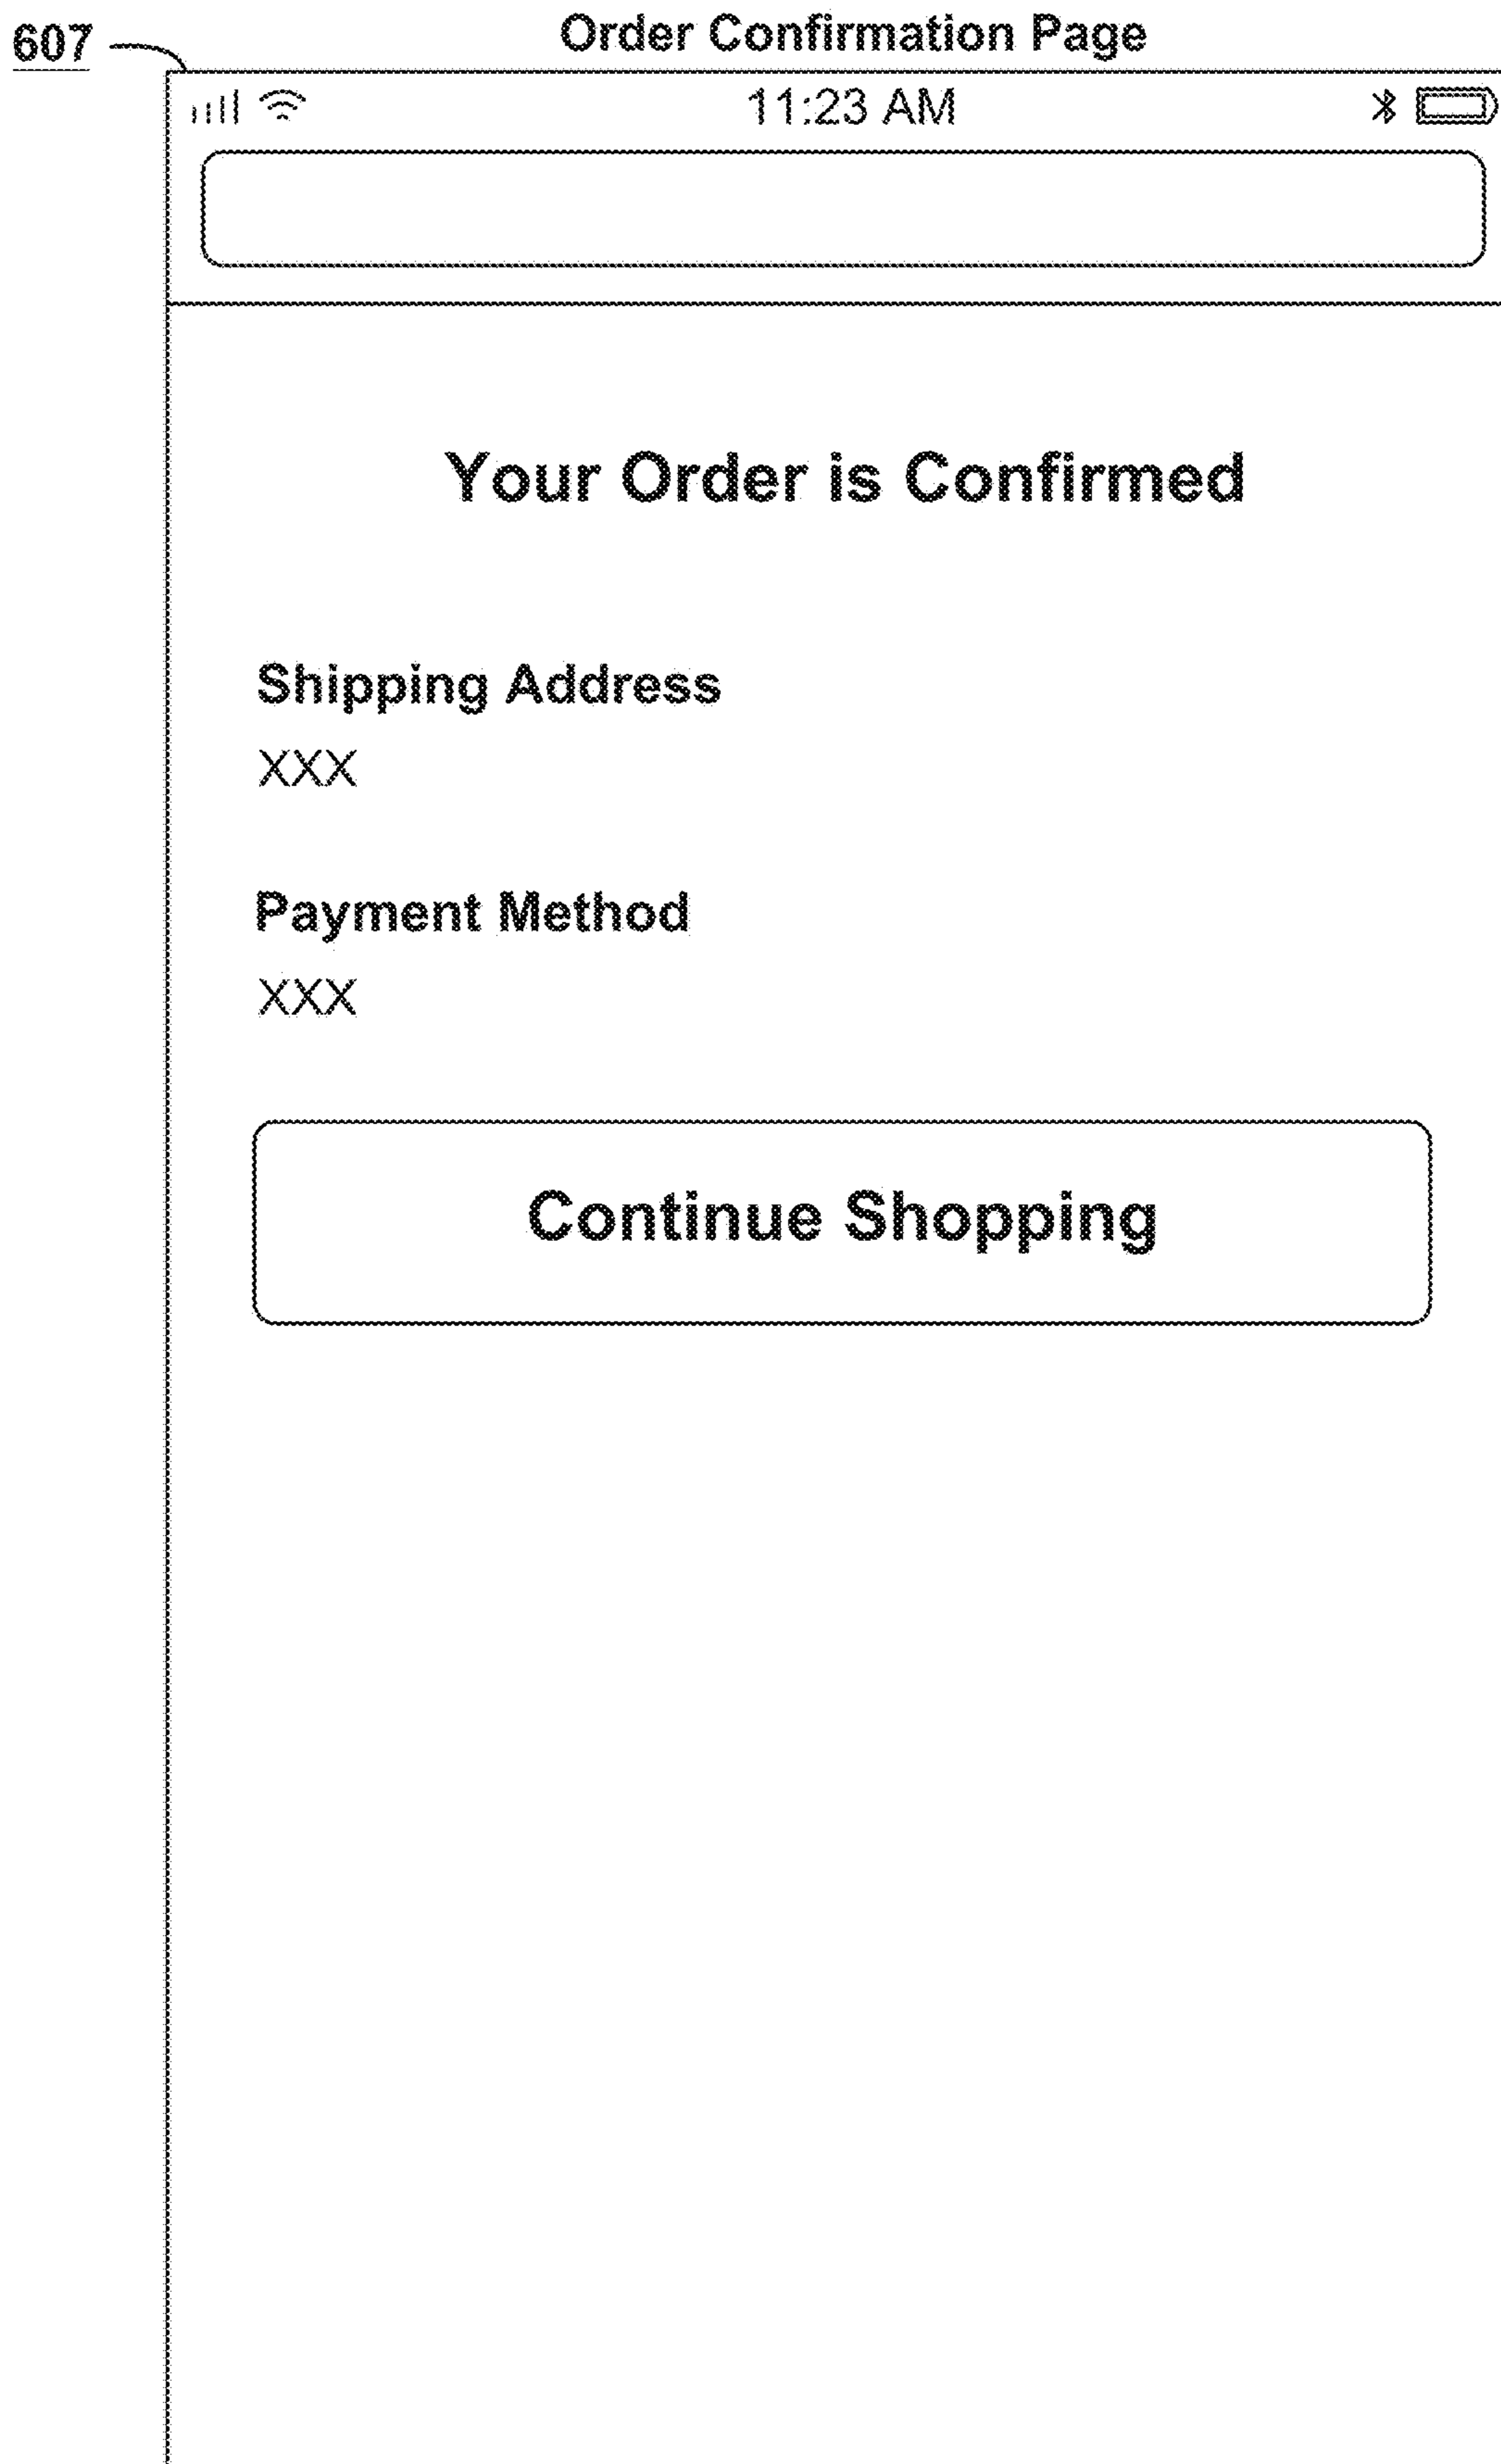 607
Order Confirmation Page
11:23 AM
Your Order is Confirmed
Shipping Address
XXX
Payment Method
XXX
Continue Shopping